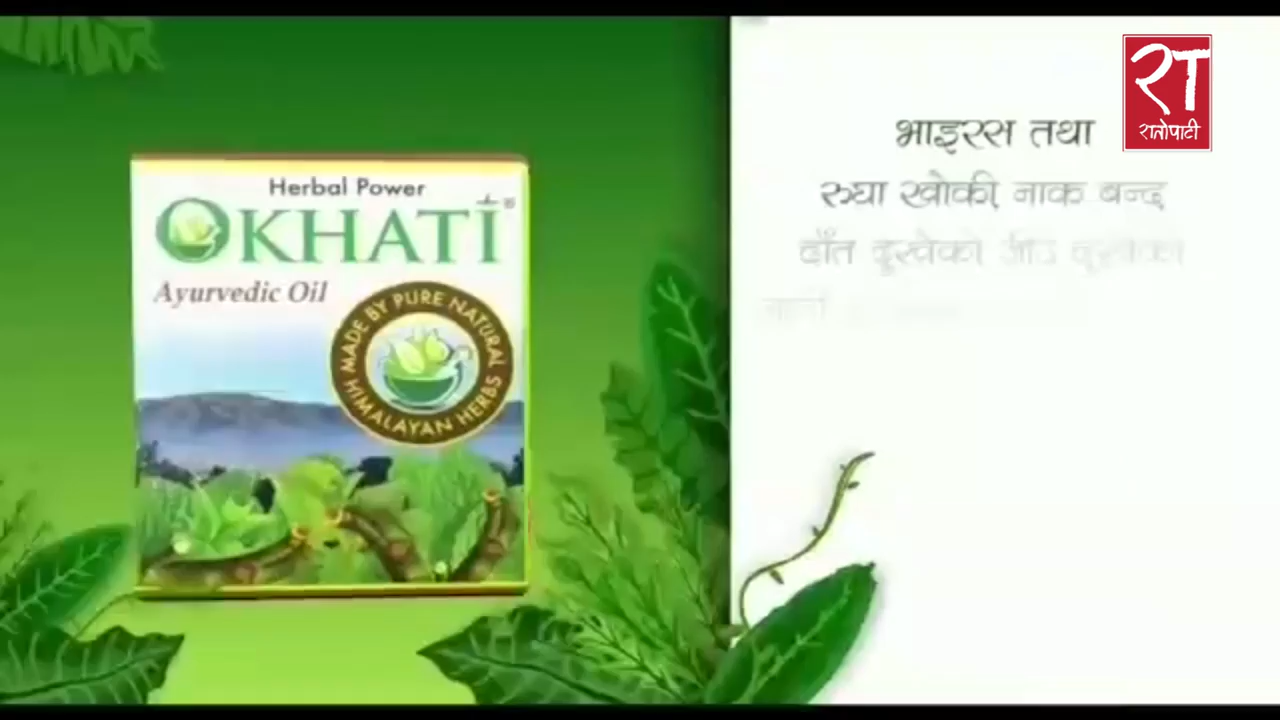 Herbal Power
OKHATI
Ayurvedic Oil
MADE BY PURE NATURAL
HIMALAYAN HERBS
रा
रातोपाटी
भाइरस तथा
रुघा खोकी नाक बन्द
दाँत दुखेको जीउ दुखेको